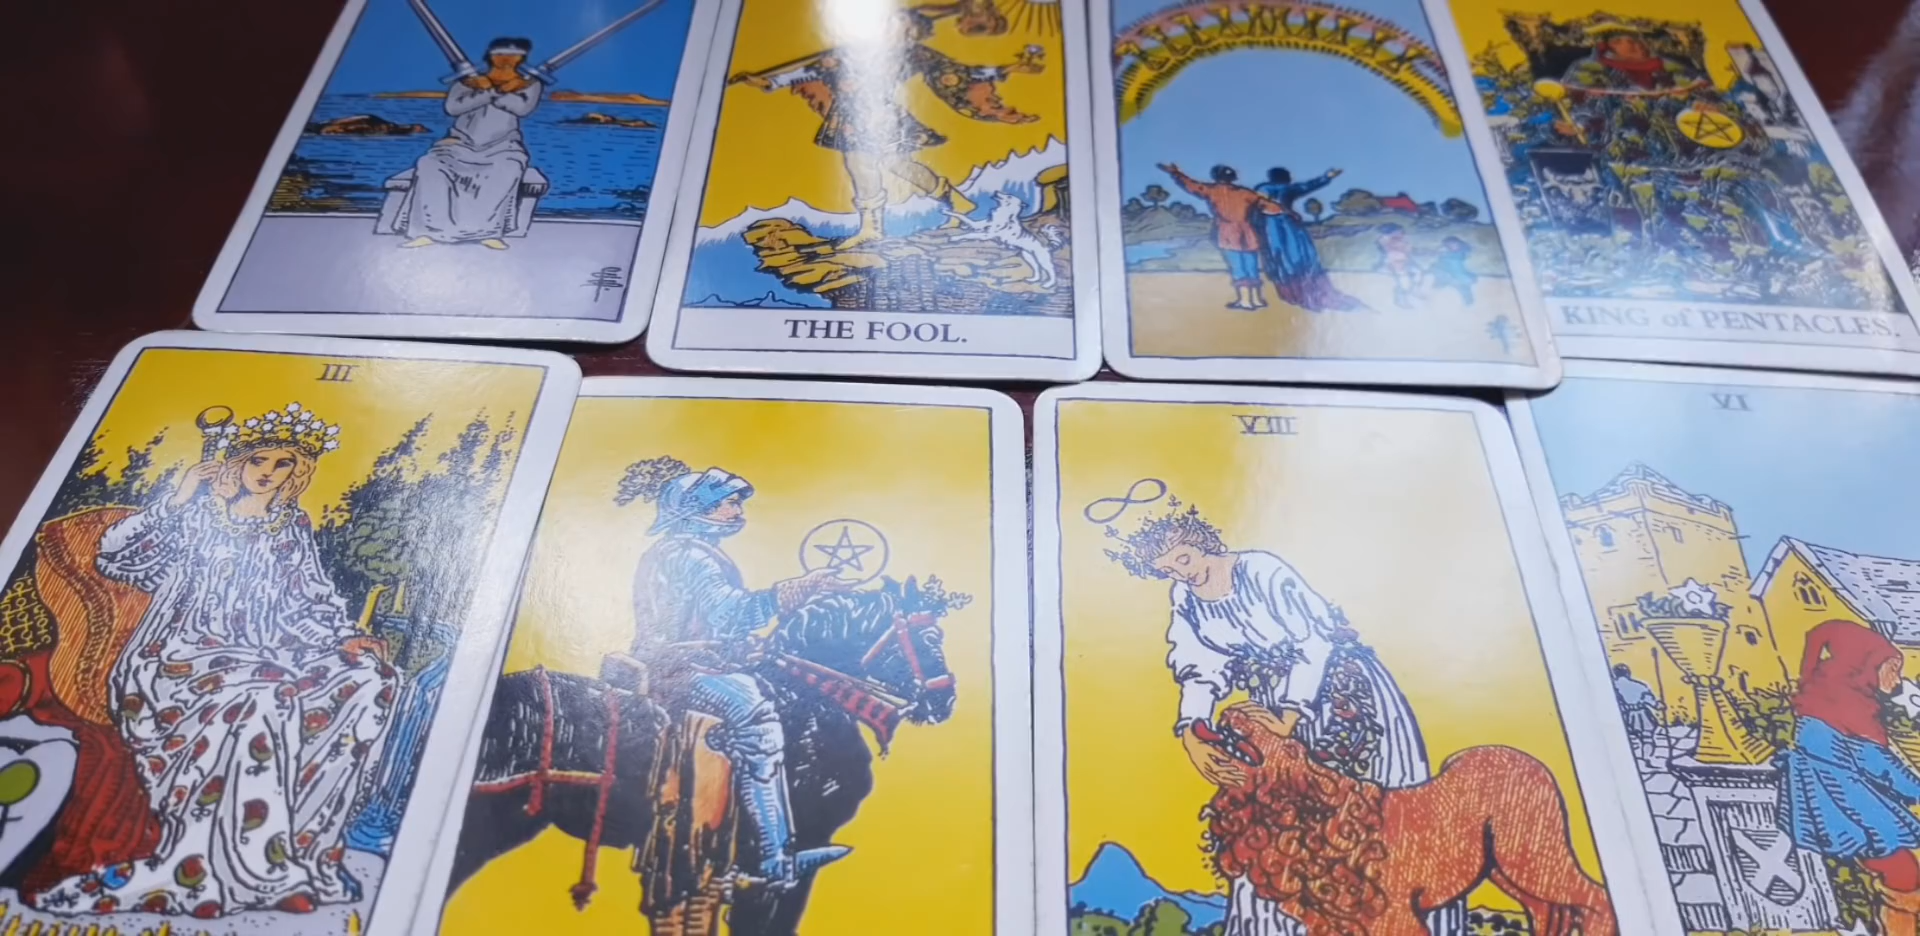 THE FOOL.
KING of PENTACLES.
III
VIII
VI